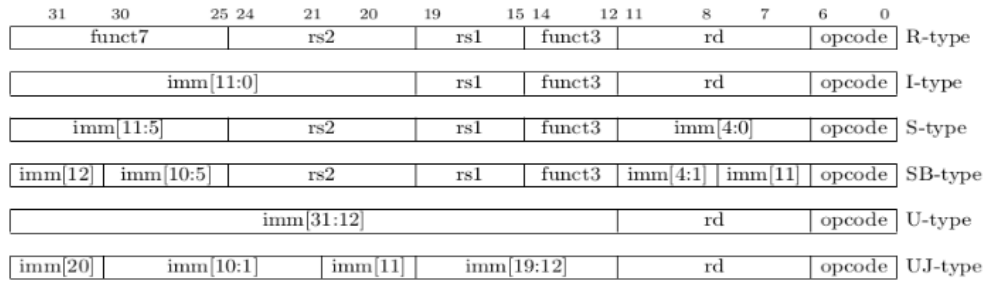 31 30 25 24 21 20 19 15 14 12 11 8 7 6 0
funct7 rs2 rs1 funct3 rd opcode R-type
imm[11:0] rs1 funct3 rd opcode I-type
imm[11:5] rs2 rs1 funct3 imm[4:0] opcode S-type
imm[12] imm[10:5] rs2 rs1 funct3 imm[4:1] imm[11] opcode SB-type
imm[31:12] rd opcode U-type
imm[20] imm[10:1] imm[11] imm[19:12] rd opcode UJ-type